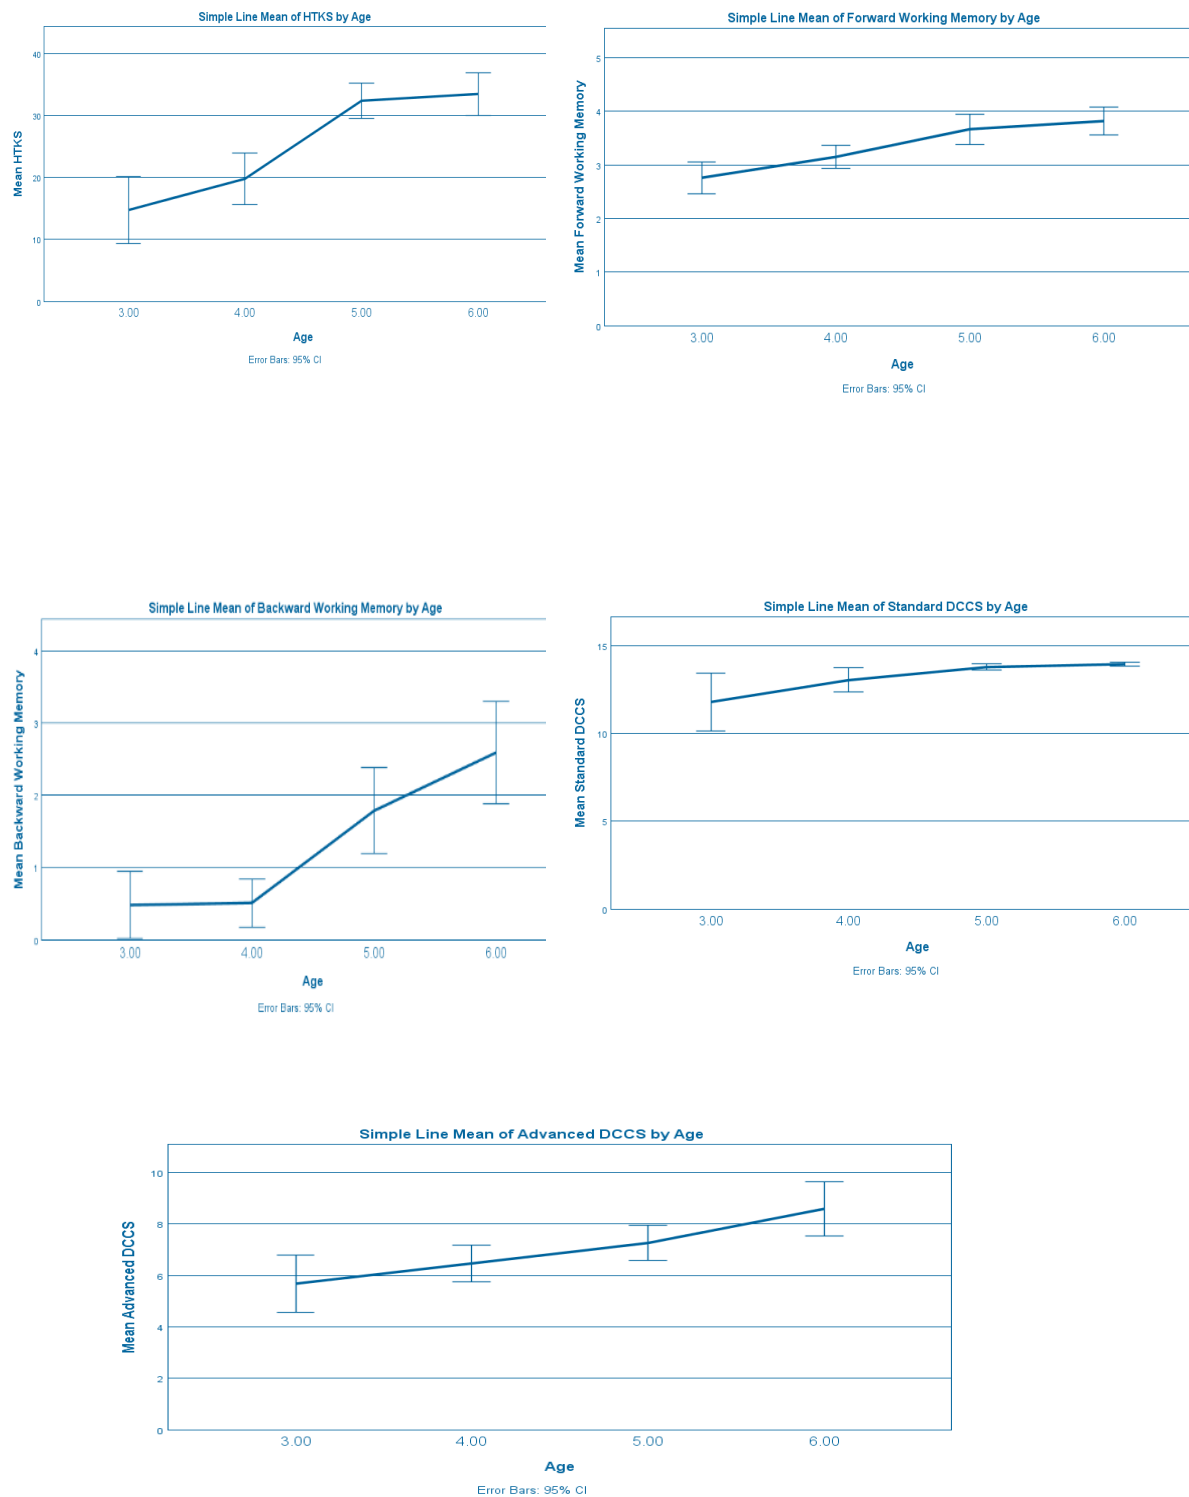 Simple Line Mean of HTKS by Age
Mean HTKS
40
30
20
10
0
3.00 4.00 5.00 6.00
Age
Error Bars: 95% CI
Simple Line Mean of Forward Working Memory by Age
Mean Forward Working Memory
5
4
3
2
1
0
3.00 4.00 5.00 6.00
Age
Error Bars: 95% CI
Simple Line Mean of Backward Working Memory by Age
Mean Backward Working Memory
4
3
2
1
0
3.00 4.00 5.00 6.00
Age
Error Bars: 95% CI
Simple Line Mean of Standard DCCS by Age
Mean Standard DCCS
15
10
5
0
3.00 4.00 5.00 6.00
Age
Error Bars: 95% CI
Simple Line Mean of Advanced DCCS by Age
Mean Advanced DCCS
10
8
6
4
2
0
3.00 4.00 5.00 6.00
Age
Error Bars: 95% CI